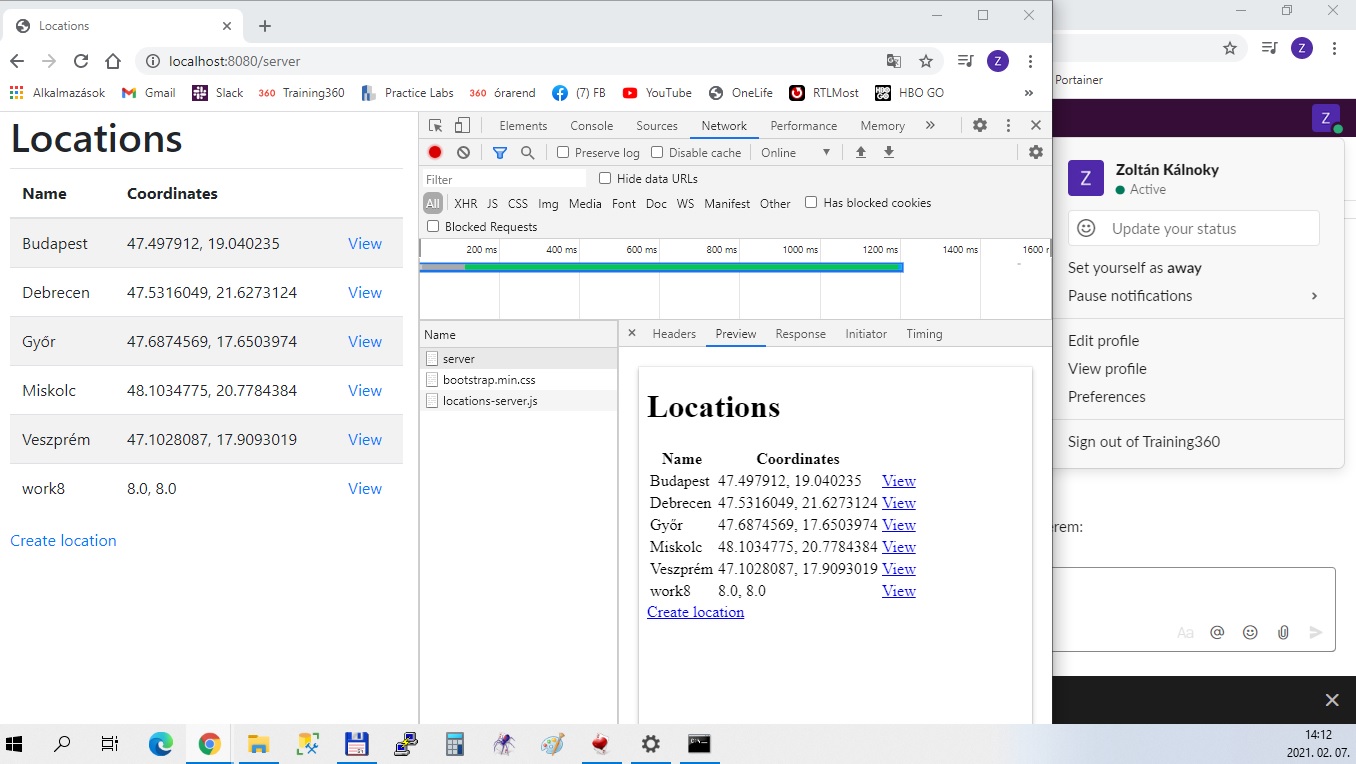 Locations
localhost:8080/server
Z
Z
Alkalmazások
Gmail
Slack
360 Training360
Practice Labs
360 órarend
(7) FB
YouTube
OneLife
RTLMost
HBO GO
»
Portainer
Locations
Name Coordinates
Budapest 47.497912, 19.040235 View
Debrecen 47.5316049, 21.6273124 View
Győr 47.6874569, 17.6503974 View
Miskolc 48.1034775, 20.7784384 View
Veszprém 47.1028087, 17.9093019 View
work8 8.0, 8.0 View
Create location
Elements Console Sources Network Performance Memory »
Preserve log Disable cache Online
Filter Hide data URLs
All XHR JS CSS Img Media Font Doc WS Manifest Other Has blocked cookies
Blocked Requests
200 ms 400 ms 600 ms 800 ms 1000 ms 1200 ms 1400 ms 1600 r
Name
server
bootstrap.min.css
locations-server.js
Headers Preview Response Initiator Timing
Locations
Name Coordinates
Budapest 47.497912, 19.040235 View
Debrecen 47.5316049, 21.6273124 View
Győr 47.6874569, 17.6503974 View
Miskolc 48.1034775, 20.7784384 View
Veszprém 47.1028087, 17.9093019 View
work8 8.0, 8.0 View
Create location
Z
Z
Zoltán Kálnoky
Active
Update your status
Set yourself as away
Pause notifications
Edit profile
View profile
Preferences
Sign out of Training360
erem:
Aa @
14:12
2021. 02. 07.